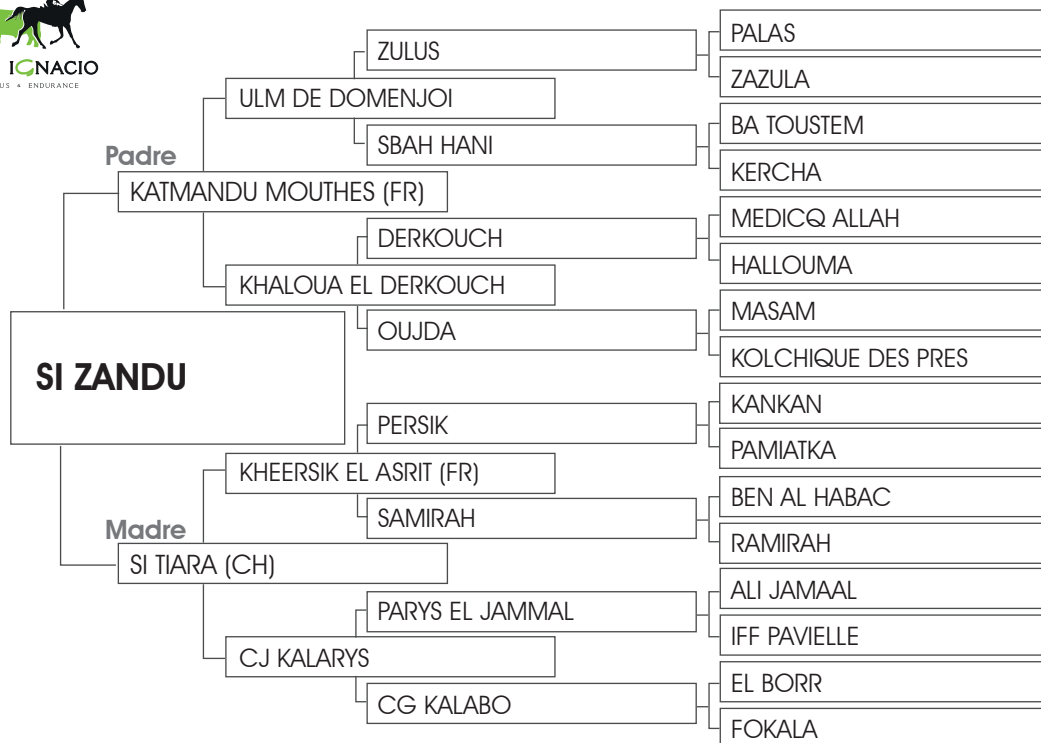 IGNACIO
& ENDURANCE
Padre
Madre
SI ZANDU
KATMANDU MOUTHES (FR)
SI TIARA (CH)
ULM DE DOMENJOI
KHALOUA EL DERKOUCH
KHEERSIK EL ASRIT (FR)
CJ KALARYS
ZULUS
SBAH HANI
DERKOUCH
OUJDA
PERSIK
SAMIRAH
PARYS EL JAMMAL
CG KALABO
PALAS
ZAZULA
BA TOUSTEM
KERCHA
MEDICQ ALLAH
HALLOUMA
MASAM
KOLCHIQUE DES PRES
KANKAN
PAMIATKA
BEN AL HABAC
RAMIRAH
ALI JAMAAL
IFF PAVIELLE
EL BORR
FOKALA